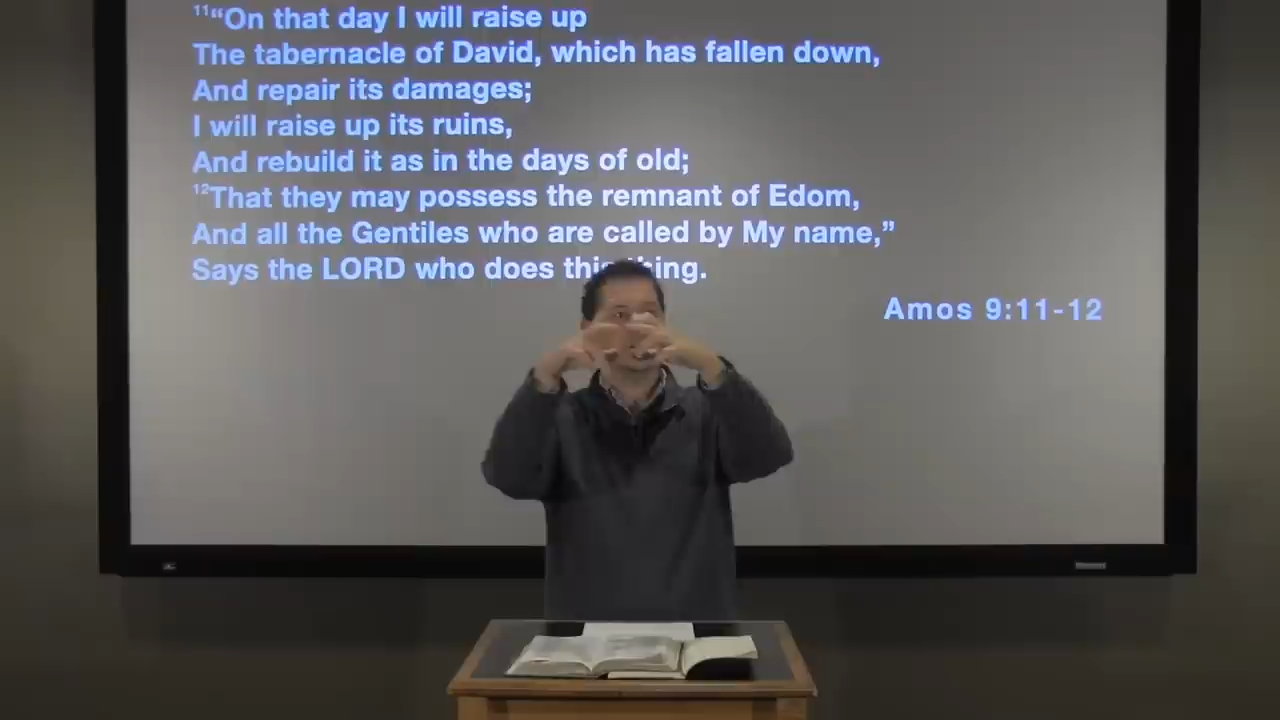 ¹¹“On that day I will raise up
The tabernacle of David, which has fallen down,
And repair its damages;
I will raise up its ruins,
And rebuild it as in the days of old;
¹²That they may possess the remnant of Edom,
And all the Gentiles who are called by My name,”
Says the LORD who does this thing.
Amos 9:11-12